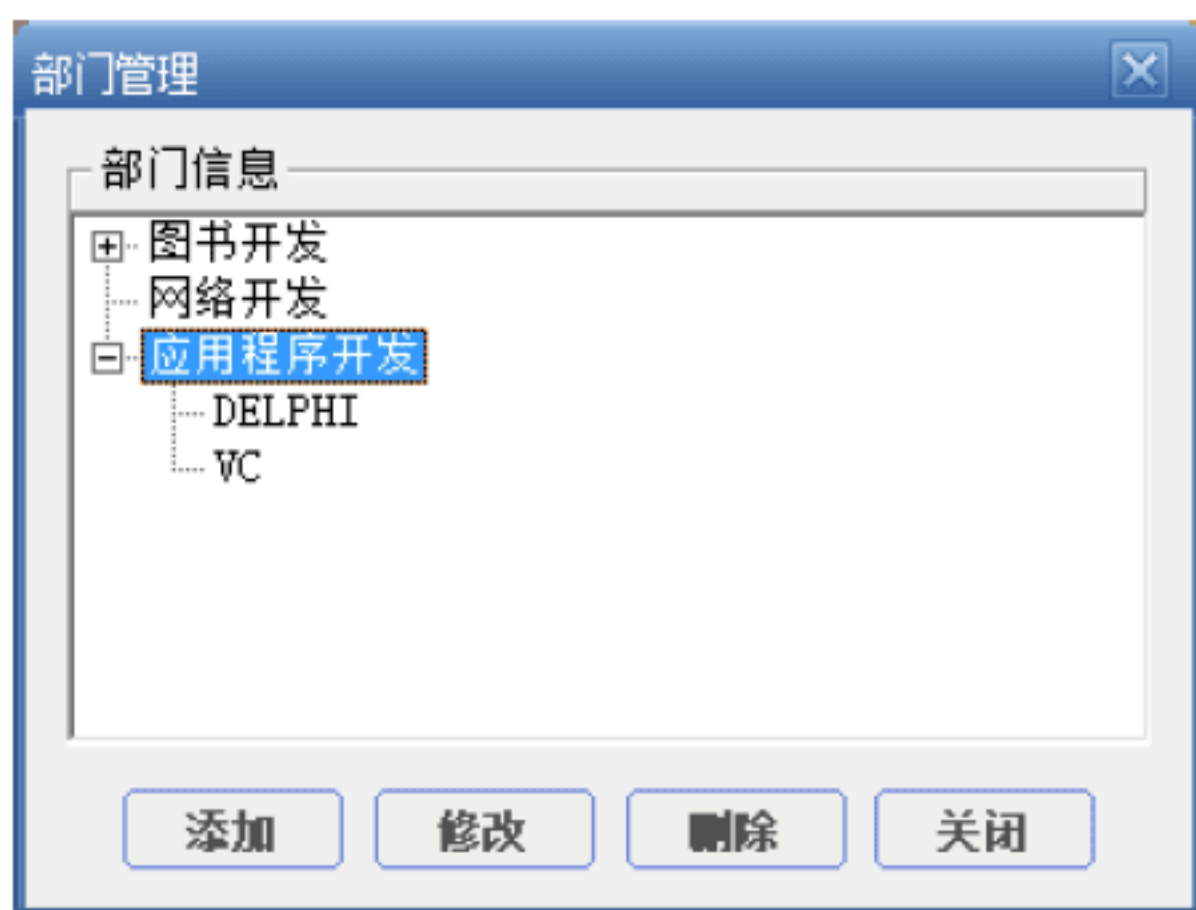 部门管理
部门信息
图书开发
网络开发
应用程序开发
DELPHI
VC
添加 修改 删除 关闭